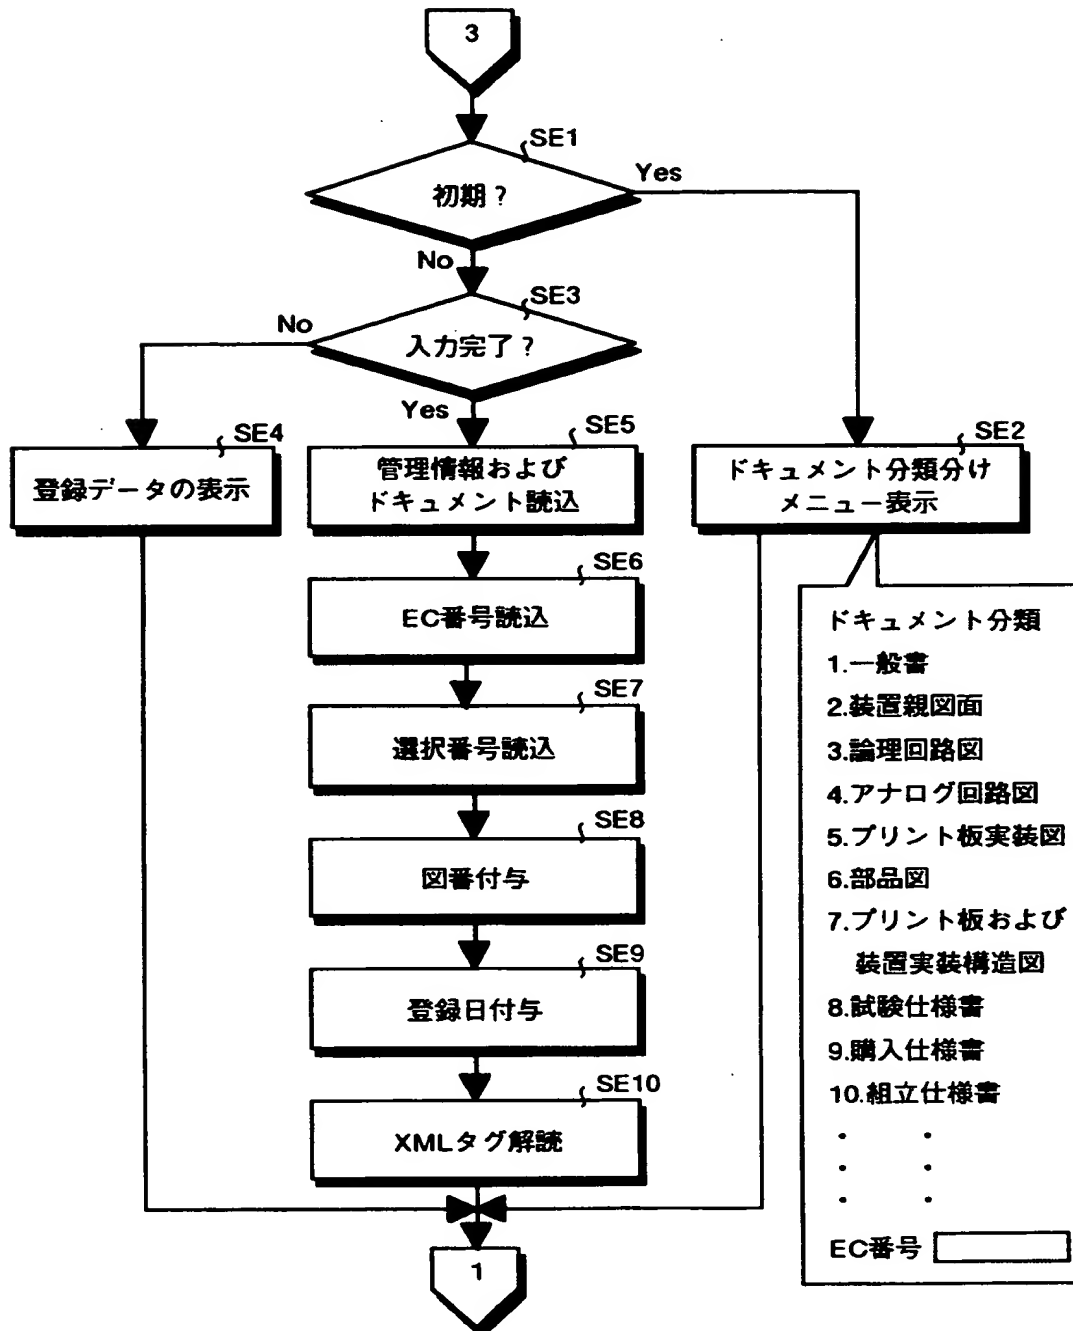 3
SE1
初期?
Yes
No
SE3
入力完了?
No
Yes
SE4
登録データの表示
SE5
管理情報および
ドキュメント読込
SE2
ドキュメント分類分け
メニュー表示
SE6
EC番号読込
SE7
選択番号読込
SE8
図番付与
SE9
登録日付与
SE10
XMLタグ解読
1
ドキュメント分類
1.一般書
2.装置親図面
3.論理回路図
4.アナログ回路図
5.プリント板実装図
6.部品図
7.プリント板および
装置実装構造図
8.試験仕様書
9.購入仕様書
10.組立仕様書
・ ・
・ ・
・ ・
EC番号